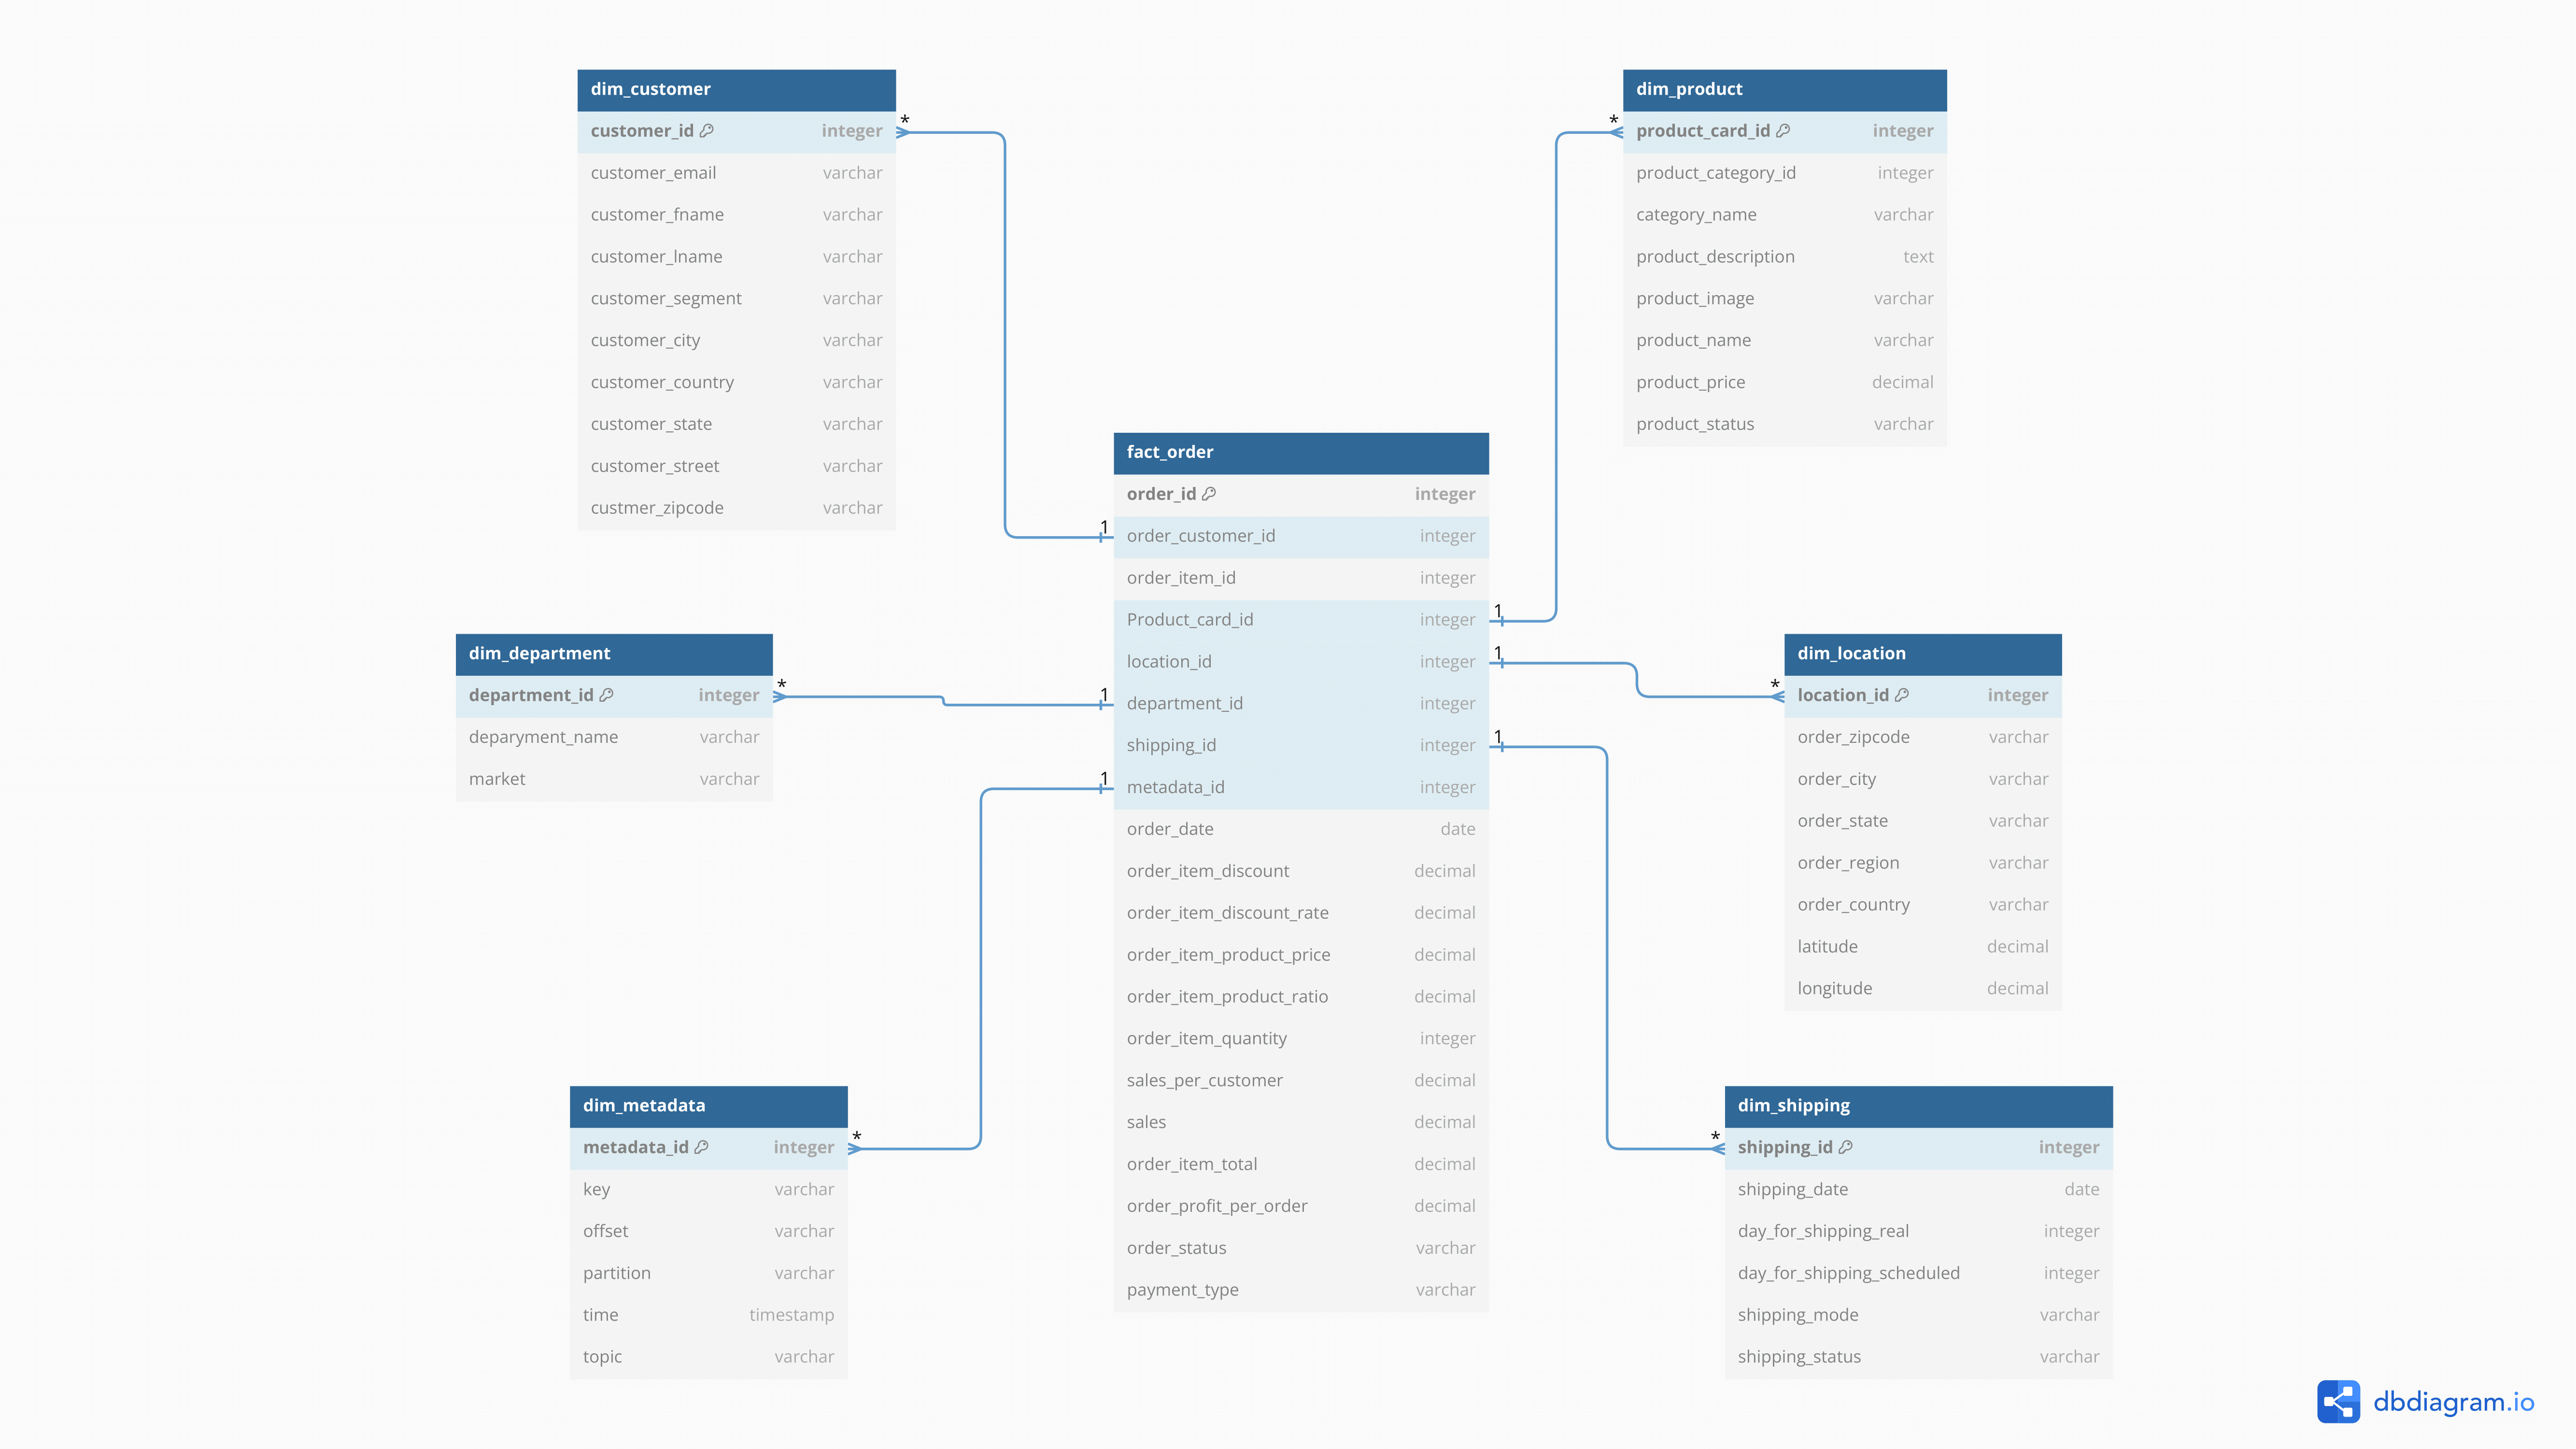 dim_customer
customer_id integer
customer_email varchar
customer_fname varchar
customer_lname varchar
customer_segment varchar
customer_city varchar
customer_country varchar
customer_state varchar
customer_street varchar
custmer_zipcode varchar
*
dim_product
product_card_id integer
product_category_id integer
category_name varchar
product_description text
product_image varchar
product_name varchar
product_price decimal
product_status varchar
*
fact_order
order_id integer
1 order_customer_id integer
order_item_id integer
Product_card_id integer 1
location_id integer 1
1 department_id integer
shipping_id integer 1
1 metadata_id integer
order_date date
order_item_discount decimal
order_item_discount_rate decimal
order_item_product_price decimal
order_item_product_ratio decimal
order_item_quantity integer
sales_per_customer decimal
sales decimal
order_item_total decimal
order_profit_per_order decimal
order_status varchar
payment_type varchar
dim_department
department_id integer
deparyment_name varchar
market varchar
*
dim_location
location_id integer
order_zipcode varchar
order_city varchar
order_state varchar
order_region varchar
order_country varchar
latitude decimal
longitude decimal
*
dim_metadata
metadata_id integer
key varchar
offset varchar
partition varchar
time timestamp
topic varchar
*
dim_shipping
shipping_id integer
shipping_date date
day_for_shipping_real integer
day_for_shipping_scheduled integer
shipping_mode varchar
shipping_status varchar
*
dbdiagram.io